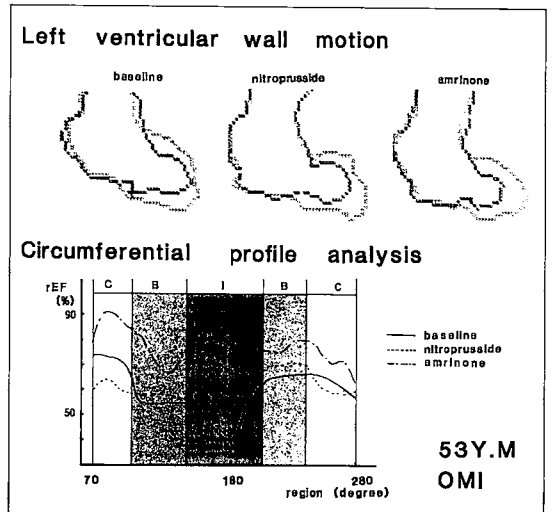 Left ventricular wall motion
baseline nitroprusside amrinone
Circumferential profile analysis
rEF
(%)
C B I B C
90
50
baseline
nitroprusside
amrinone
70 180 280
region (degree)
53Y.M
OMI